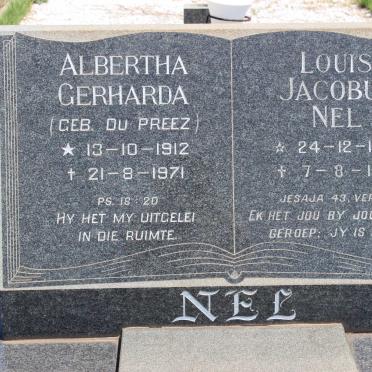 ALBERTHA
GERHARDA
(GEB. DU PREEZ)
★ 13-10-1912
† 21-8-1971
PS. 18 20
HY HET MY UITGELEI
IN DIE RUIMTE.
LOUIS
JACOBU
NEL
☆ 24-12-1
† 7-8-1
JESAJA 43, VER
EK HET JOU BY JOU
GEROEP; JY IS
NEL